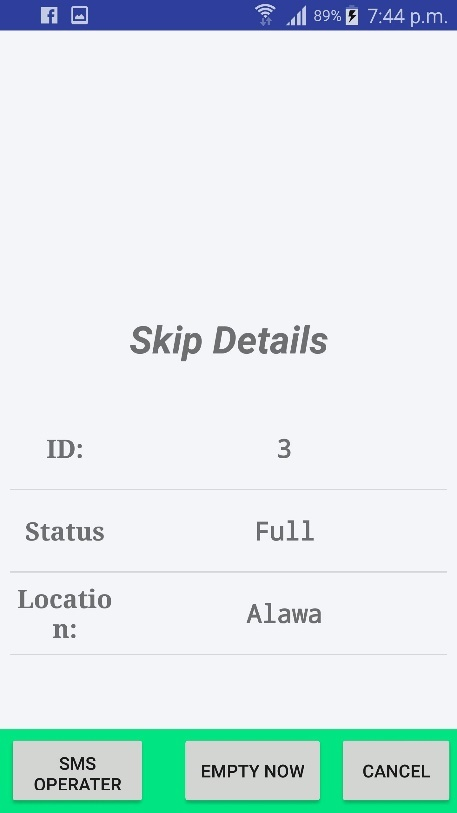 89% 7:44 p.m.
Skip Details
ID: 3
Status Full
Locatio
n: Alawa
SMS
OPERATER EMPTY NOW CANCEL